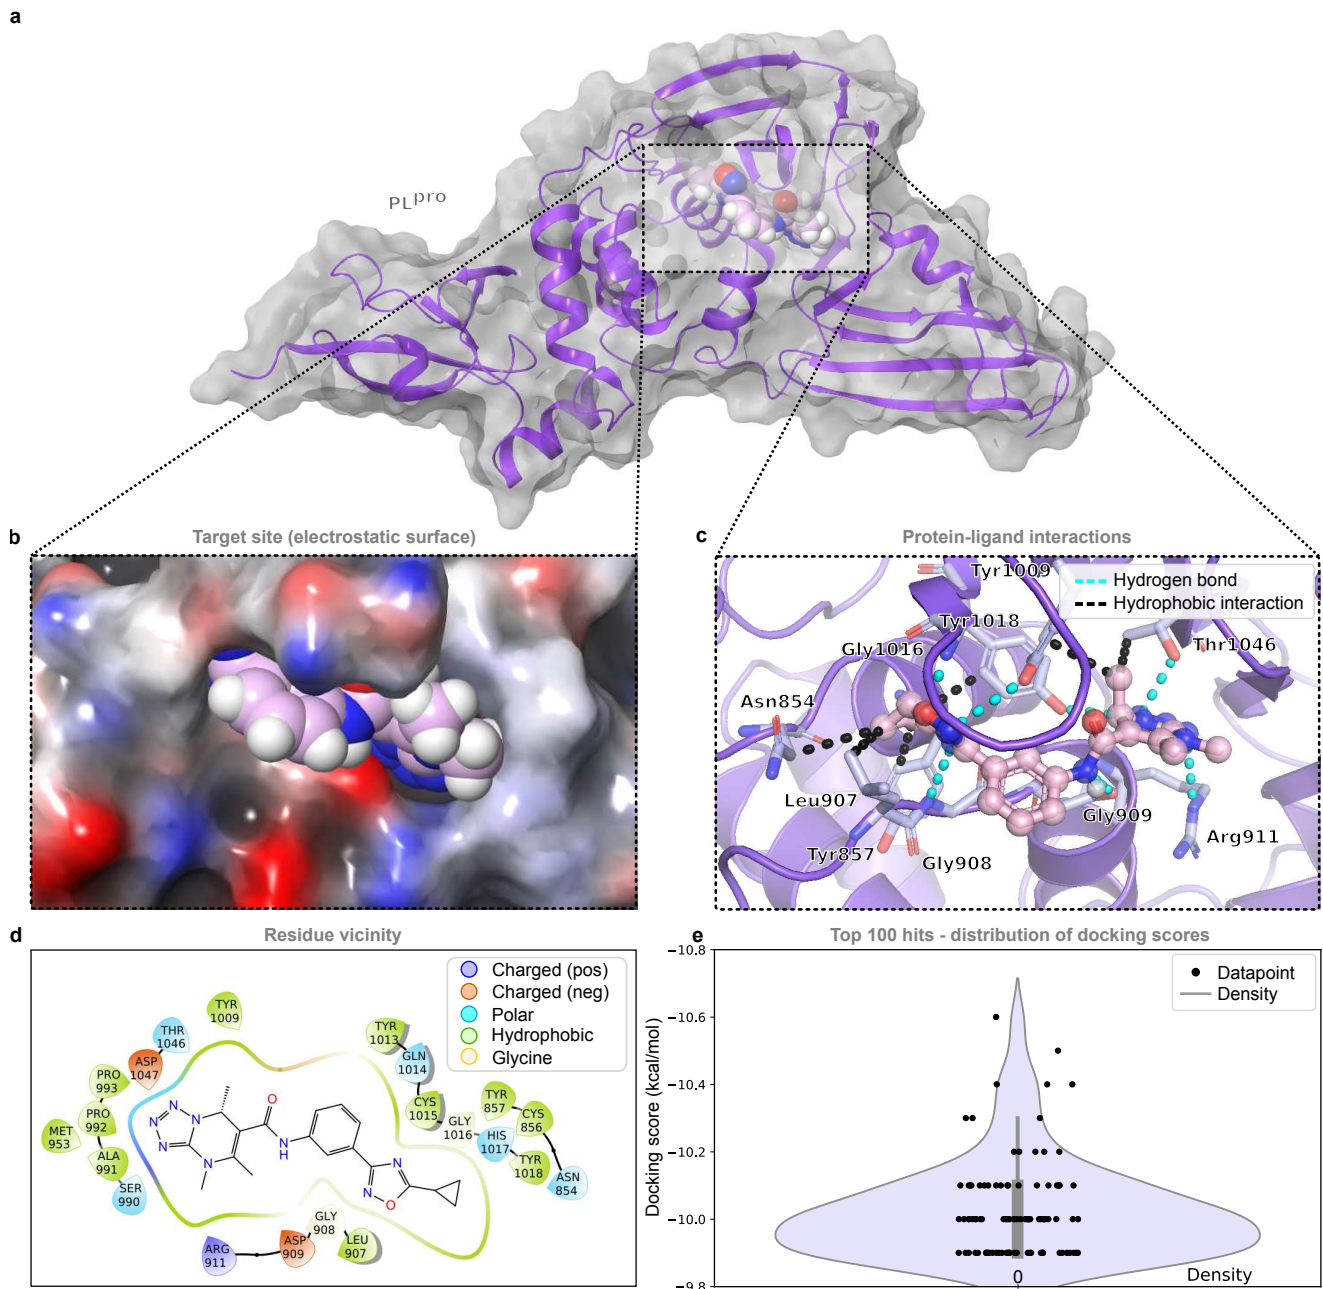 a
PLpro
b
Target site (electrostatic surface)
c
Protein-ligand interactions
Tyr1009
Hydrogen bond
Hydrophobic interaction
Tyr1018
Gly1016
Thr1046
Asn854
Leu907
Gly909
Tyr857
Gly908
Arg911
d
Residue vicinity
Charged (pos)
Charged (neg)
Polar
Hydrophobic
Glycine
TYR
1009
THR
1046
ASP
1047
PRO
993
PRO
992
MET
953
ALA
991
SER
990
TYR
1013
GLN
1014
CYS
1015
GLY
1016
TYR
857
CYS
856
HIS
1017
TYR
1018
ASN
854
N
N
N
N
N
O
N
H
N
N
O
GLY
908
ASP
909
LEU
907
ARG
911
e
Top 100 hits - distribution of docking scores
Docking score (kcal/mol)
−10.8
−10.6
−10.4
−10.2
−10.0
−9.8
Datapoint
Density
0
Density